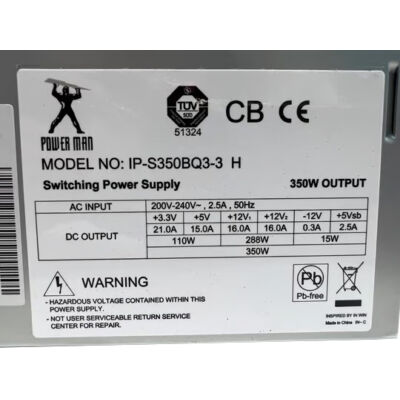 POWER MAN
TÜV
51324
CB CE
MODEL NO: IP-S350BQ3-3 H
Switching Power Supply 350W OUTPUT
AC INPUT 200V-240V~ , 2.5A , 50Hz
DC OUTPUT +3.3V +5V +12V₁ +12V₂ -12V +5Vsb
21.0A 15.0A 16.0A 16.0A 0.3A 2.5A
110W 288W 15W
350W
WARNING
- HAZARDOUS VOLTAGE CONTAINED WITHIN THIS
POWER SUPPLY.
- NOT USER SERVICEABLE RETURN SERVICE
CENTER FOR REPAIR.
Pb
Pb-free
INSPIRED BY IN WIN
Made in China IN-C